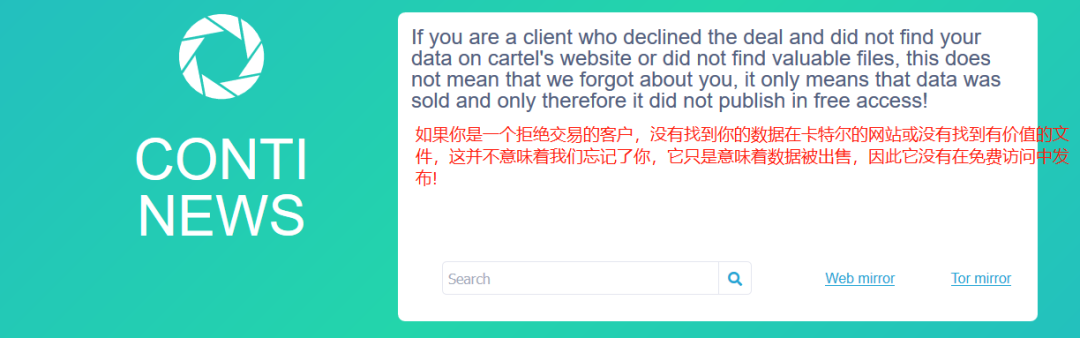 CONTI
NEWS
If you are a client who declined the deal and did not find your
data on cartel's website or did not find valuable files, this does
not mean that we forgot about you, it only means that data was
sold and only therefore it did not publish in free access!
如果你是一个拒绝交易的客户，没有找到你的数据在卡特尔的网站或没有找到有价值的文
件，这并不意味着我们忘记了你，它只是意味着数据被出售，因此它没有在免费访问中发
布!
Search
Web mirror
Tor mirror